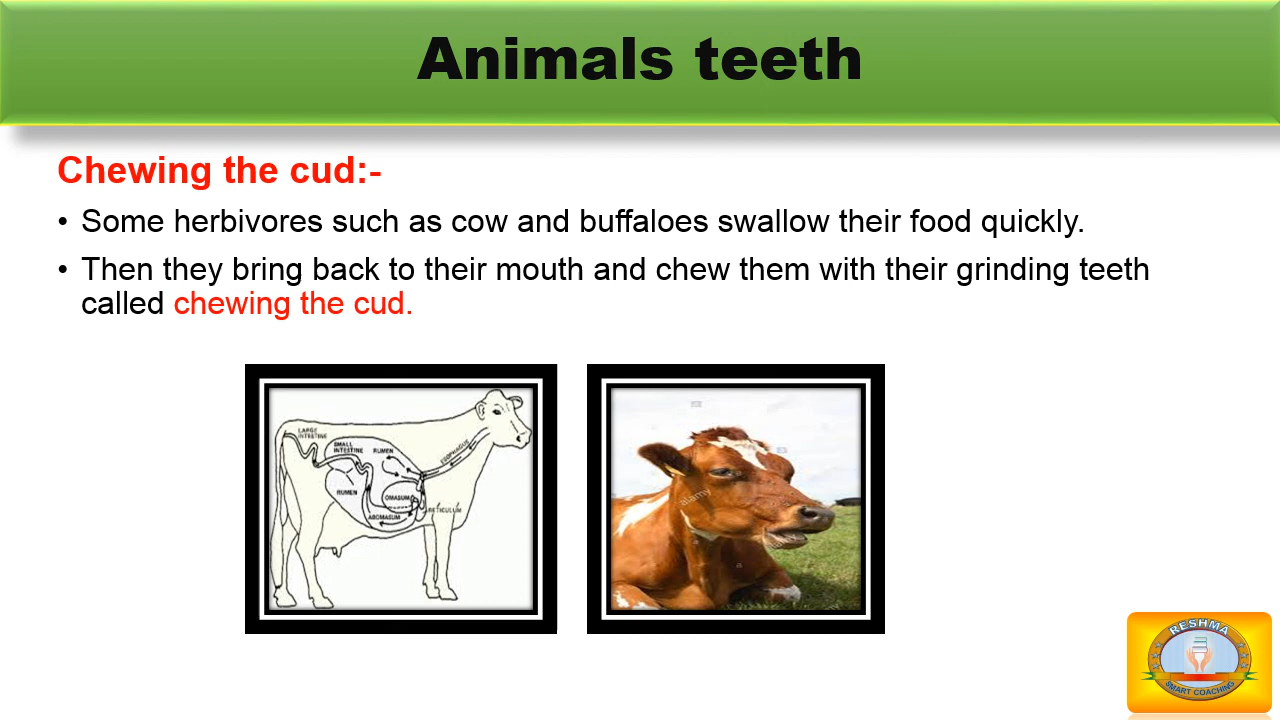 Animals teeth
Chewing the cud:-
• Some herbivores such as cow and buffaloes swallow their food quickly.
• Then they bring back to their mouth and chew them with their grinding teeth
called chewing the cud.
LARGE
INTESTINE
SMALL
INTESTINE
RUMEN
ESOPHAGUS
RUMEN
OMASUM
ABOMASUM
RETICULUM
alamy
a
a
RESHMA
SMART COACHING